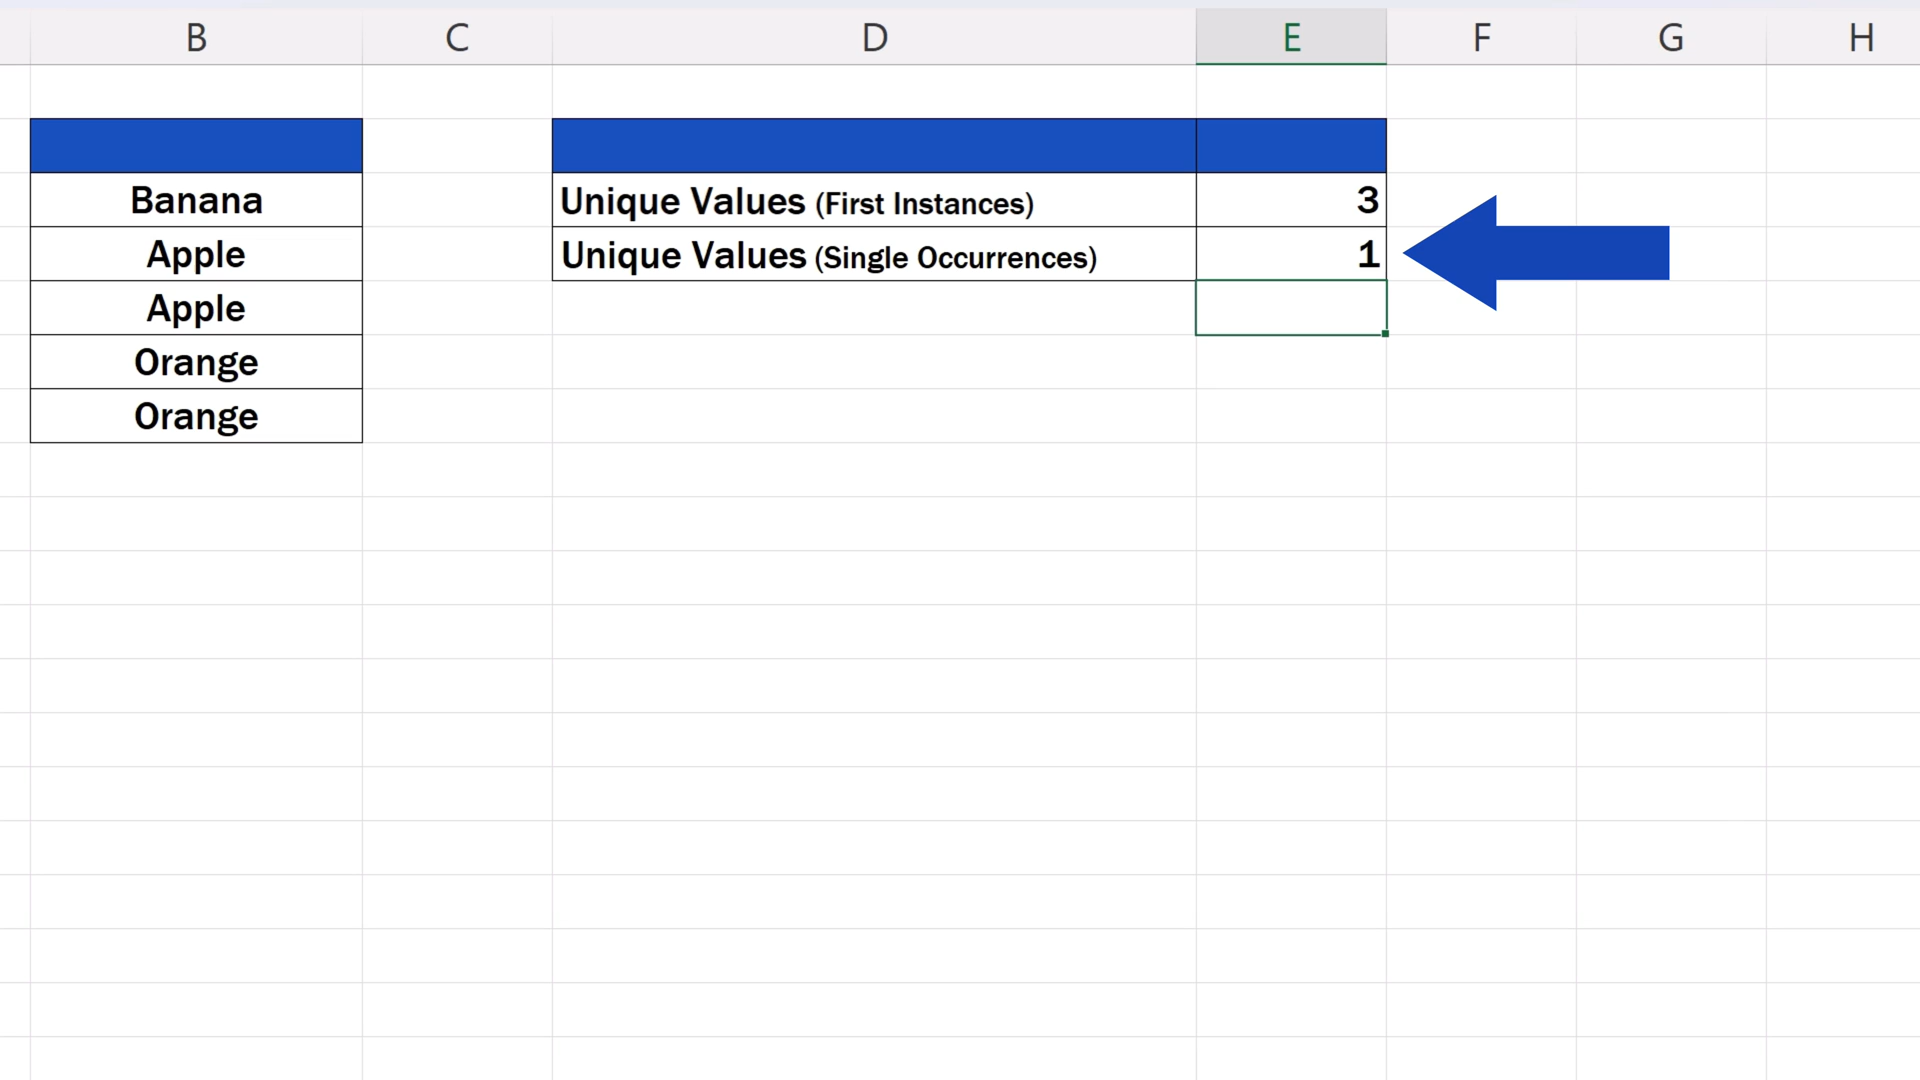 B C D E F G H
Banana
Unique Values (First Instances) 3
Apple
Unique Values (Single Occurrences) 1
Apple
Orange
Orange